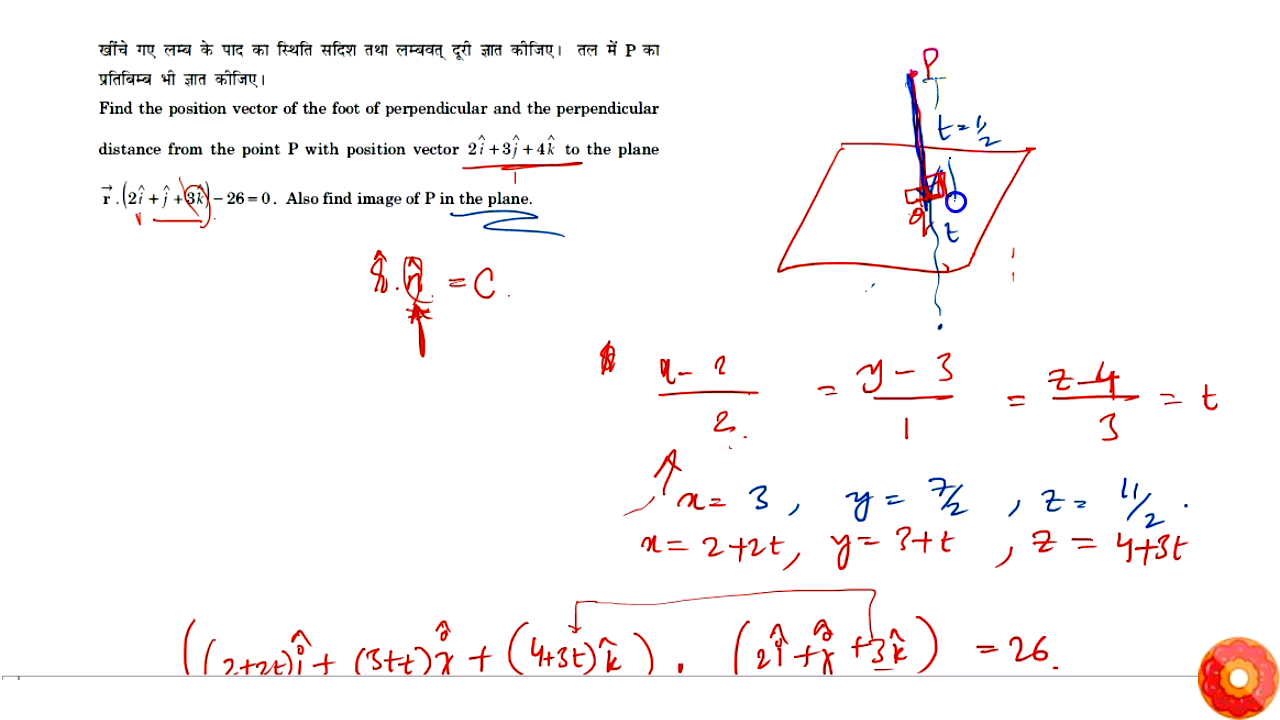 खींचे गए लम्ब के पाद का स्थिति सदिश तथा लम्बवत् दूरी ज्ञात कीजिए। तल में P का
प्रतिबिम्ब भी ज्ञात कीजिए।
Find the position vector of the foot of perpendicular and the perpendicular
distance from the point P with position vector 2î + 3ĵ + 4k̂ to the plane
r⃗ . (2î + ĵ + 3k̂) − 26 = 0. Also find image of P in the plane.
P
t = 1/2
t
. n̂ = C
x − 2 / 2 = y − 3 / 1 = z − 4 / 3 = t
x = 3 , y = 7/2 , z = 11/2 .
x = 2+2t, y = 3+t , z = 4+3t
((2+2t)î + (3+t)ĵ + (4+3t)k̂) . (2î + ĵ + 3k̂) = 26.